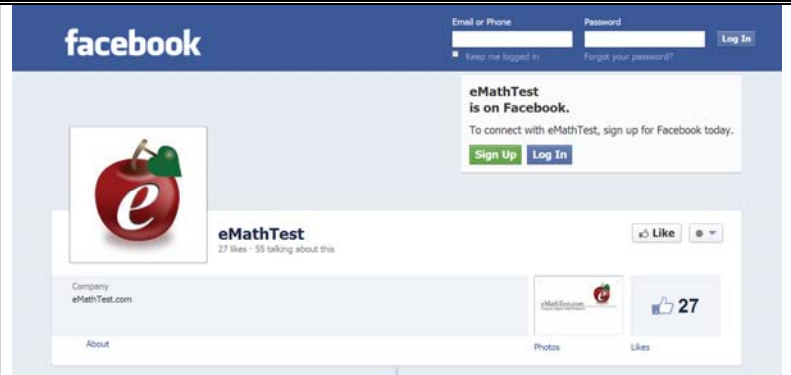 Email or Phone
Password
facebook
Log In
Keep me logged in
Forgot your password?
eMathTest
is on Facebook.
To connect with eMathTest, sign up for Facebook today.
Sign Up
Log In
e
eMathTest
27 likes · 55 talking about this
Like
Company
eMathTest.com
eMathTest.com
27
About
Photos
Likes